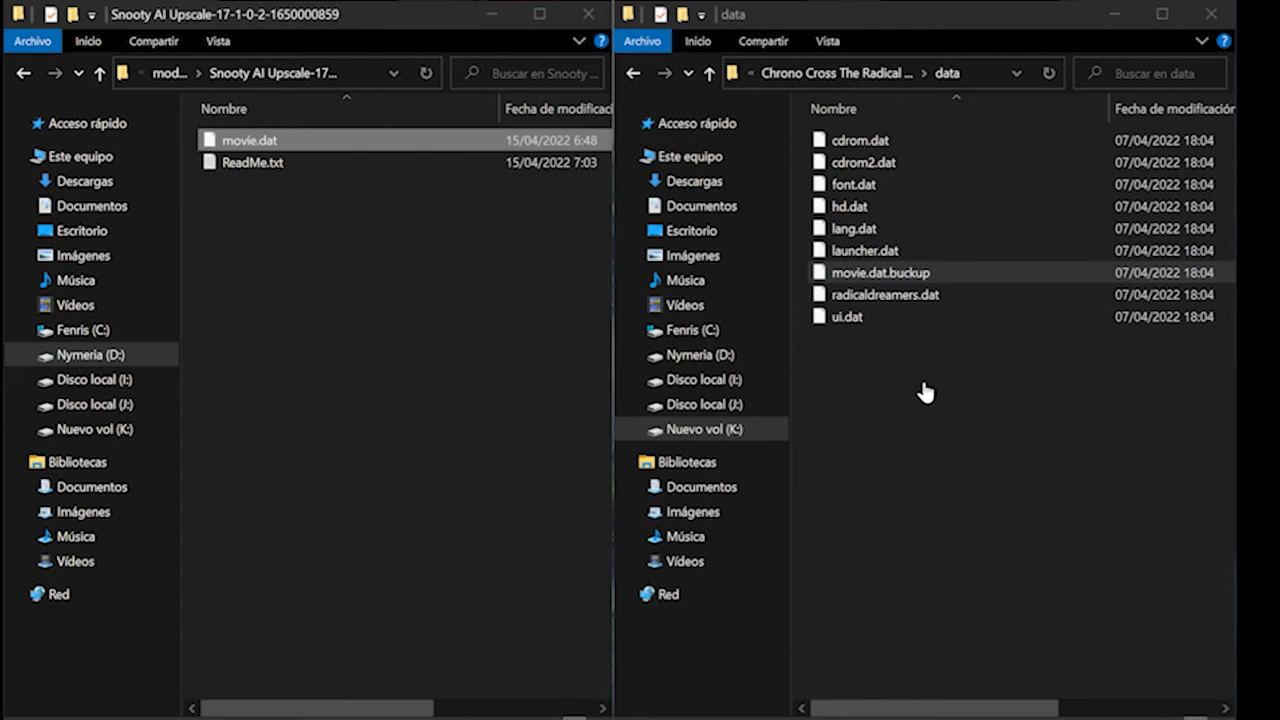 Snooty AI Upscale-17-1-0-2-1650000859
Archivo Inicio Compartir Vista
« mod... › Snooty AI Upscale-17...
Buscar en Snooty ...
Nombre Fecha de modificaci
Acceso rápido
Este equipo
Descargas
Documentos
Escritorio
Imágenes
Música
Vídeos
Fenris (C:)
Nymeria (D:)
Disco local (I:)
Disco local (J:)
Nuevo vol (K:)
Bibliotecas
Documentos
Imágenes
Música
Vídeos
Red
movie.dat 15/04/2022 6:48
ReadMe.txt 15/04/2022 7:03
data
Archivo Inicio Compartir Vista
« Chrono Cross The Radical ... › data
Buscar en data
Nombre Fecha de modificación
Acceso rápido
Este equipo
Descargas
Documentos
Escritorio
Imágenes
Música
Vídeos
Fenris (C:)
Nymeria (D:)
Disco local (I:)
Disco local (J:)
Nuevo vol (K:)
Bibliotecas
Documentos
Imágenes
Música
Vídeos
Red
cdrom.dat 07/04/2022 18:04
cdrom2.dat 07/04/2022 18:04
font.dat 07/04/2022 18:04
hd.dat 07/04/2022 18:04
lang.dat 07/04/2022 18:04
launcher.dat 07/04/2022 18:04
movie.dat.buckup 07/04/2022 18:04
radicaldreamers.dat 07/04/2022 18:04
ui.dat 07/04/2022 18:04